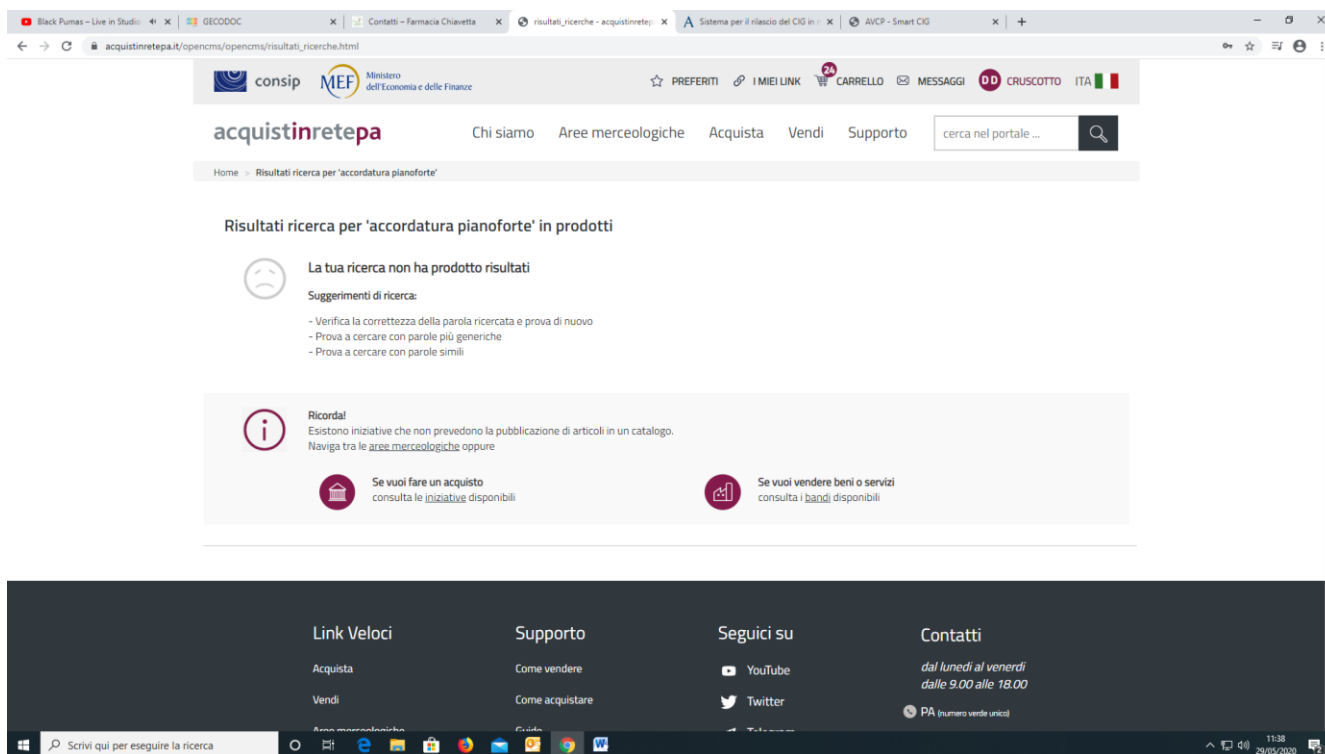 Black Pumas – Live in Studio
GECODOC
Contatti – Farmacia Chiavetta
risultati_ricerche - acquistinretep
Sistema per il rilascio del CIG in
AVCP - Smart CIG
acquistinretepa.it/opencms/opencms/risultati_ricerche.html
consip
MEF
Ministero
dell'Economia e delle Finanze
PREFERITI
I MIEI LINK
24
CARRELLO
MESSAGGI
DD
CRUSCOTTO
ITA
acquistinretepa
Chi siamo
Aree merceologiche
Acquista
Vendi
Supporto
cerca nel portale ...
Home > Risultati ricerca per 'accordatura pianoforte'
Risultati ricerca per 'accordatura pianoforte' in prodotti
La tua ricerca non ha prodotto risultati
Suggerimenti di ricerca:
- Verifica la correttezza della parola ricercata e prova di nuovo
- Prova a cercare con parole più generiche
- Prova a cercare con parole simili
Ricorda!
Esistono iniziative che non prevedono la pubblicazione di articoli in un catalogo.
Naviga tra le aree merceologiche oppure
Se vuoi fare un acquisto
consulta le iniziative disponibili
Se vuoi vendere beni o servizi
consulta i bandi disponibili
Link Veloci
Acquista
Vendi
Aree merceologiche
Supporto
Come vendere
Come acquistare
Guide
Seguici su
YouTube
Twitter
Telegram
Contatti
dal lunedi al venerdi
dalle 9.00 alle 18.00
PA (numero verde unico)
Scrivi qui per eseguire la ricerca
11:38
29/05/2020